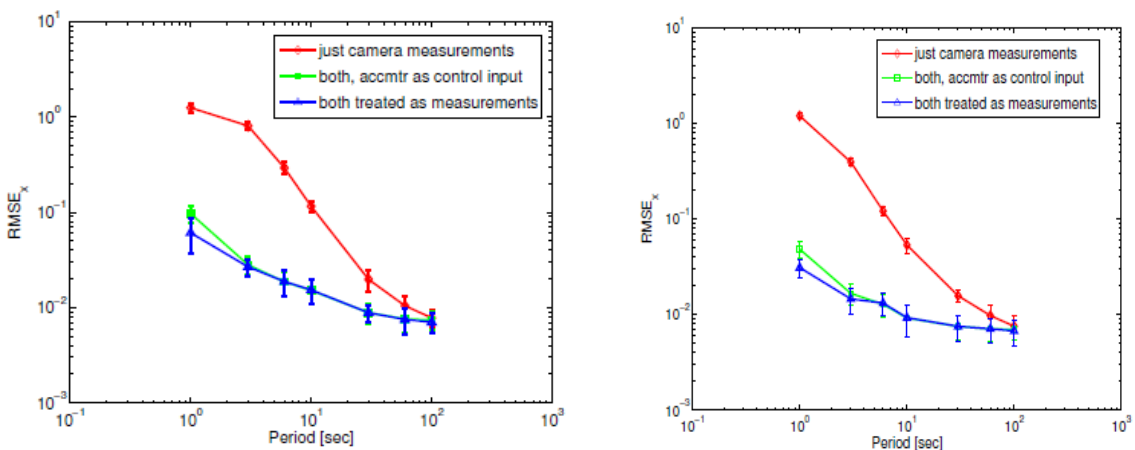 10^1
just camera measurements
both, accmtr as control input
both treated as measurements
10^0
10^-1
RMSE_x
10^-2
10^-3
10^-1
10^0
10^1
10^2
10^3
Period [sec]
10^1
just camera measurements
both, accmtr as control input
both treated as measurements
10^0
10^-1
RMSE_x
10^-2
10^-3
10^-1
10^0
10^1
10^2
10^3
Period [sec]